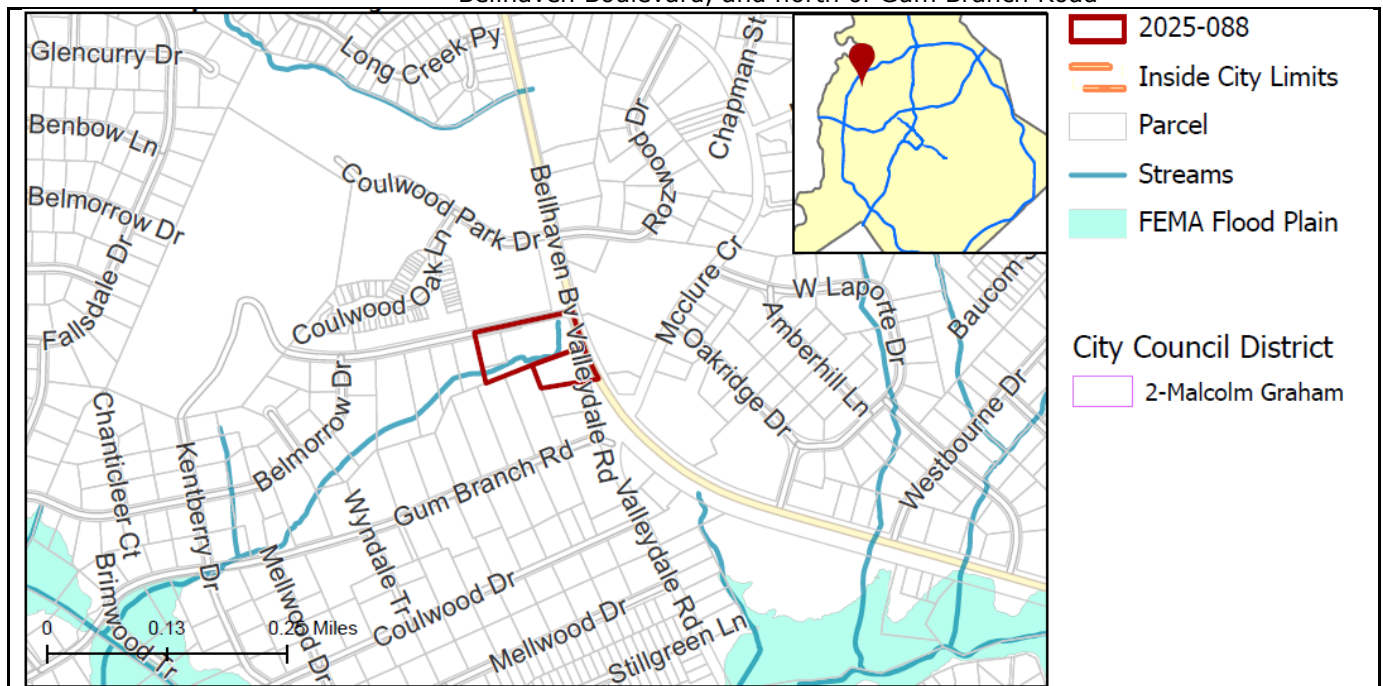 Bellhaven Boulevard, and north of Gum Branch Road
Glencurry Dr
Long Creek Py
Chapman St
Benbow Ln
Rozwood Dr
Belmorrow Dr
Coulwood Park Dr
Bellhaven Bv
Fallsdale Dr
Coulwood Oak Ln
Mcclure Cr
W Laporte Dr
Baucom
Amberhill Ln
Oakridge Dr
Valleydale Rd
Belmorrow Dr
Westbourne Dr
Chanticleer Ct
Kentberry Dr
Gum Branch Rd
Wyndale Tr
Valleydale Rd
Brimwood Tr
Mellwood Dr
Coulwood Dr
Mellwood Dr
Stillgreen Ln
0 0.13 0.25 Miles
2025-088
Inside City Limits
Parcel
Streams
FEMA Flood Plain
City Council District
2-Malcolm Graham